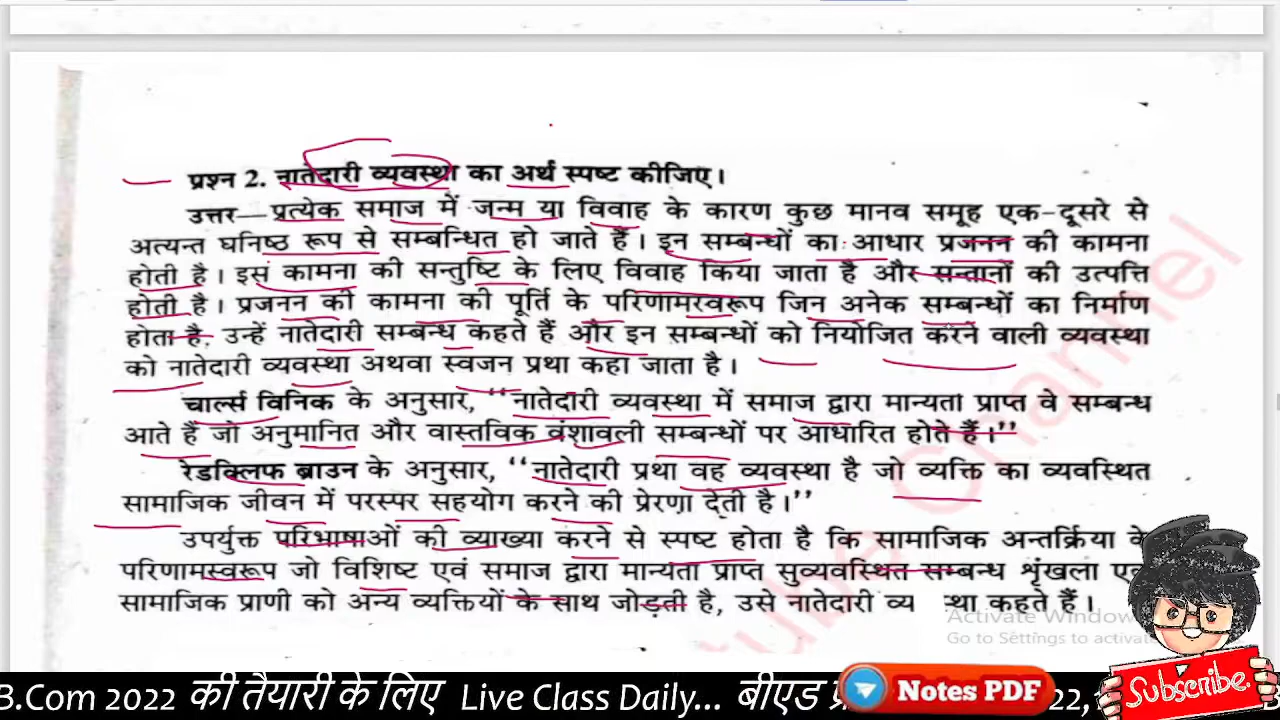 प्रश्न 2. नातेदारी व्यवस्था का अर्थ स्पष्ट कीजिए।
उत्तर—प्रत्येक समाज में जन्म या विवाह के कारण कुछ मानव समूह एक-दूसरे से
अत्यन्त घनिष्ठ रूप से सम्बन्धित हो जाते हैं। इन सम्बन्धों का आधार प्रजनन की कामना
होती है। इस कामना की सन्तुष्टि के लिए विवाह किया जाता है और सन्तानों की उत्पत्ति
होती है। प्रजनन की कामना की पूर्ति के परिणामस्वरूप जिन अनेक सम्बन्धों का निर्माण
होता है, उन्हें नातेदारी सम्बन्ध कहते हैं और इन सम्बन्धों को नियोजित करने वाली व्यवस्था
को नातेदारी व्यवस्था अथवा स्वजन प्रथा कहा जाता है।
चार्ल्स विनिक के अनुसार, “नातेदारी व्यवस्था में समाज द्वारा मान्यता प्राप्त वे सम्बन्ध
आते हैं जो अनुमानित और वास्तविक वंशावली सम्बन्धों पर आधारित होते हैं।”
रेडक्लिफ ब्राउन के अनुसार, “नातेदारी प्रथा वह व्यवस्था है जो व्यक्ति का व्यवस्थित
सामाजिक जीवन में परस्पर सहयोग करने की प्रेरणा देती है।”
उपर्युक्त परिभाषाओं की व्याख्या करने से स्पष्ट होता है कि सामाजिक अन्तर्क्रिया के
परिणामस्वरूप जो विशिष्ट एवं समाज द्वारा मान्यता प्राप्त सुव्यवस्थित सम्बन्ध शृंखला
सामाजिक प्राणी को अन्य व्यक्तियों के साथ जोड़ती है, उसे नातेदारी व्य था कहते हैं।
tube Channel
Activate Window
Go to Settings to activat
B.Com 2022 की तैयारी के लिए Live Class Daily... बीएड प्र Notes PDF 022,
Subscribe.